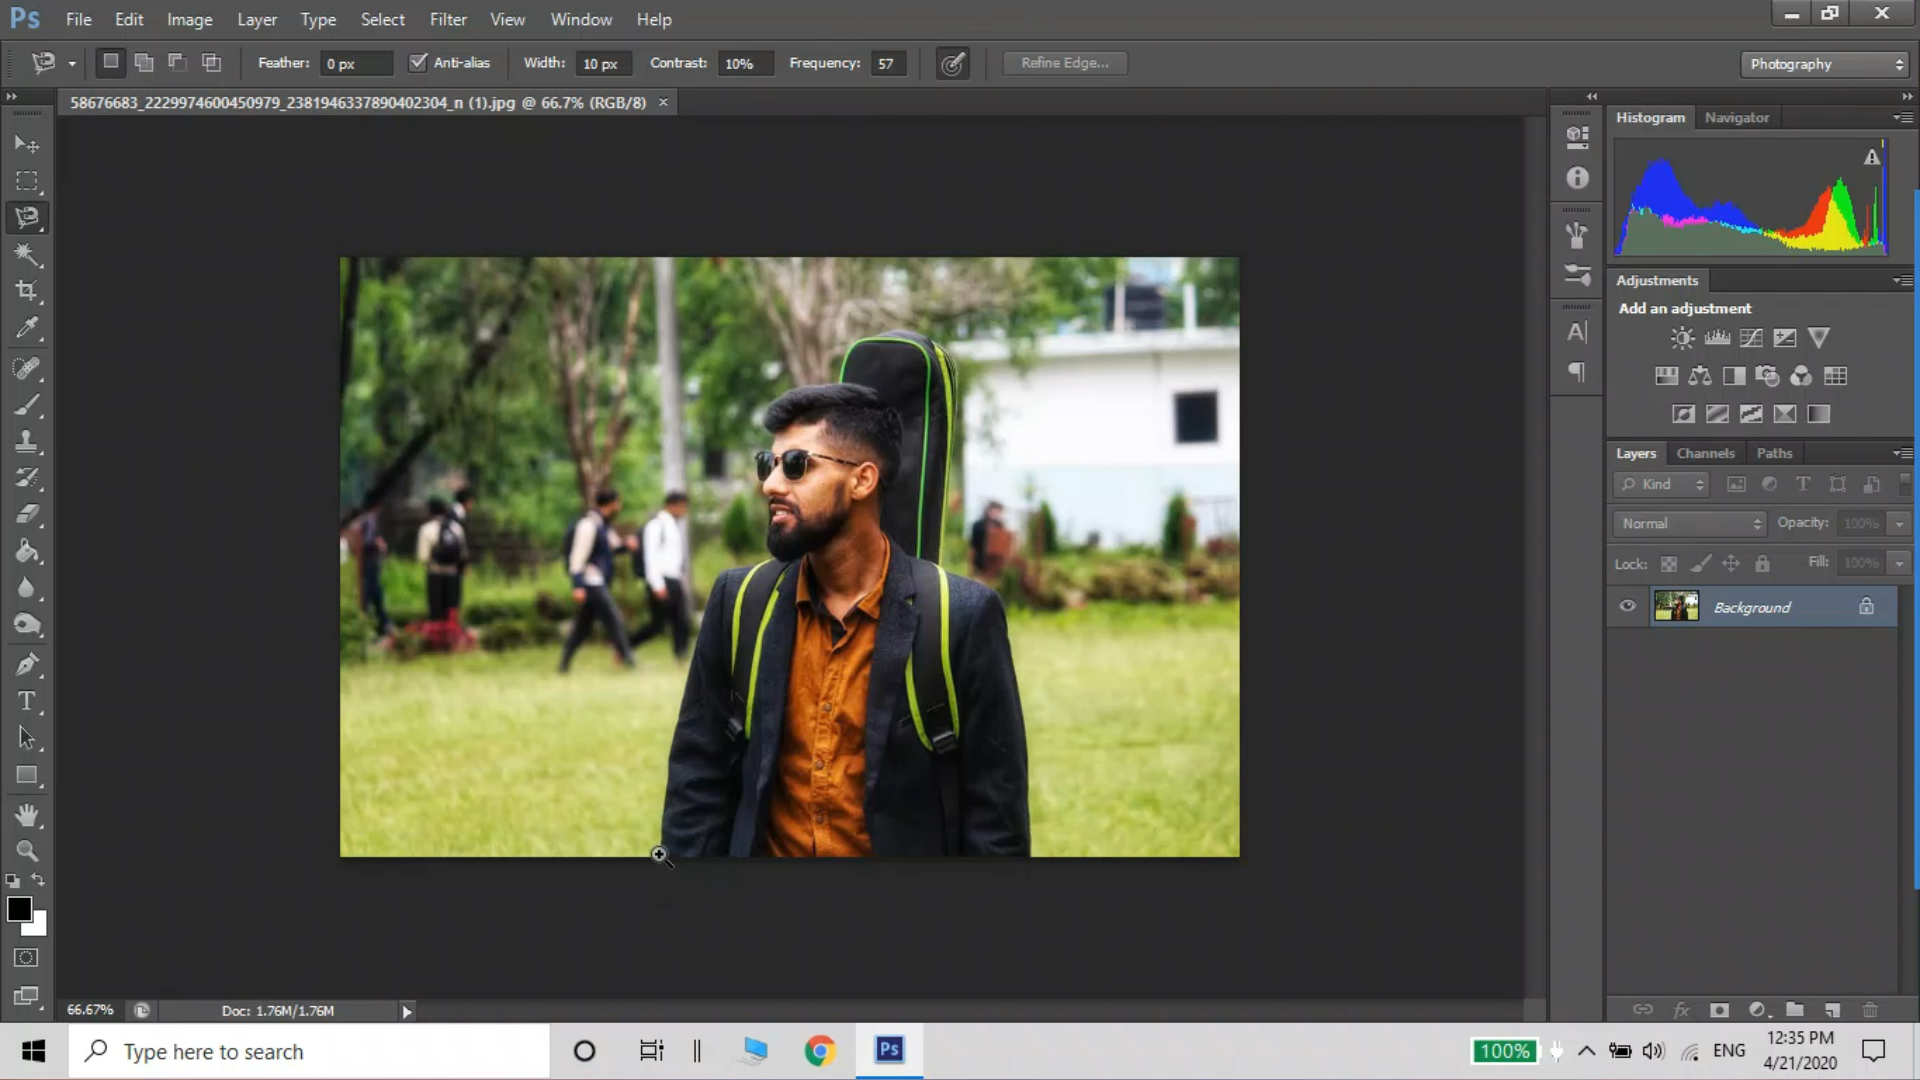 Ps File Edit Image Layer Type Select Filter View Window Help
Feather: 0 px Anti-alias Width: 10 px Contrast: 10% Frequency: 57 Refine Edge... Photography
58676683_2229974600450979_2381946337890402304_n (1).jpg @ 66.7% (RGB/8) ×
Histogram Navigator
Adjustments
Add an adjustment
Layers Channels Paths
Kind
Normal Opacity: 100%
Lock: Fill: 100%
Background
66.67% Doc: 1.76M/1.76M
Type here to search
Ps
100% ENG
12:35 PM
4/21/2020